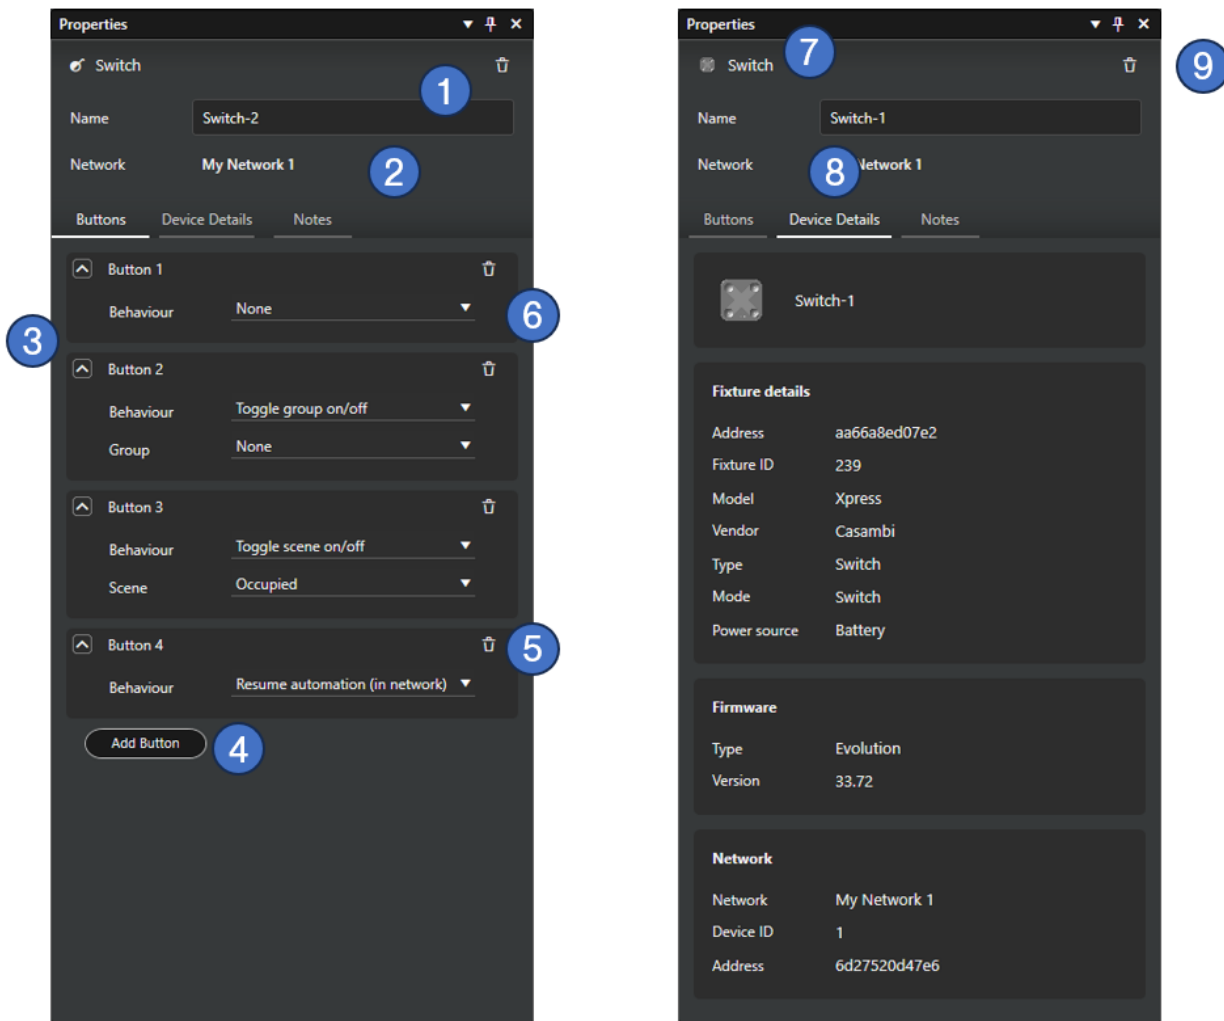 Properties
Switch
1
Name Switch-2
Network My Network 1
2
Buttons Device Details Notes
Button 1
Behaviour None
6
3
Button 2
Behaviour Toggle group on/off
Group None
Button 3
Behaviour Toggle scene on/off
Scene Occupied
Button 4
5
Behaviour Resume automation (in network)
Add Button
4
Properties
7
Switch
9
Name Switch-1
Network
8
Network 1
Buttons Device Details Notes
Switch-1
Fixture details
Address aa66a8ed07e2
Fixture ID 239
Model Xpress
Vendor Casambi
Type Switch
Mode Switch
Power source Battery
Firmware
Type Evolution
Version 33.72
Network
Network My Network 1
Device ID 1
Address 6d27520d47e6